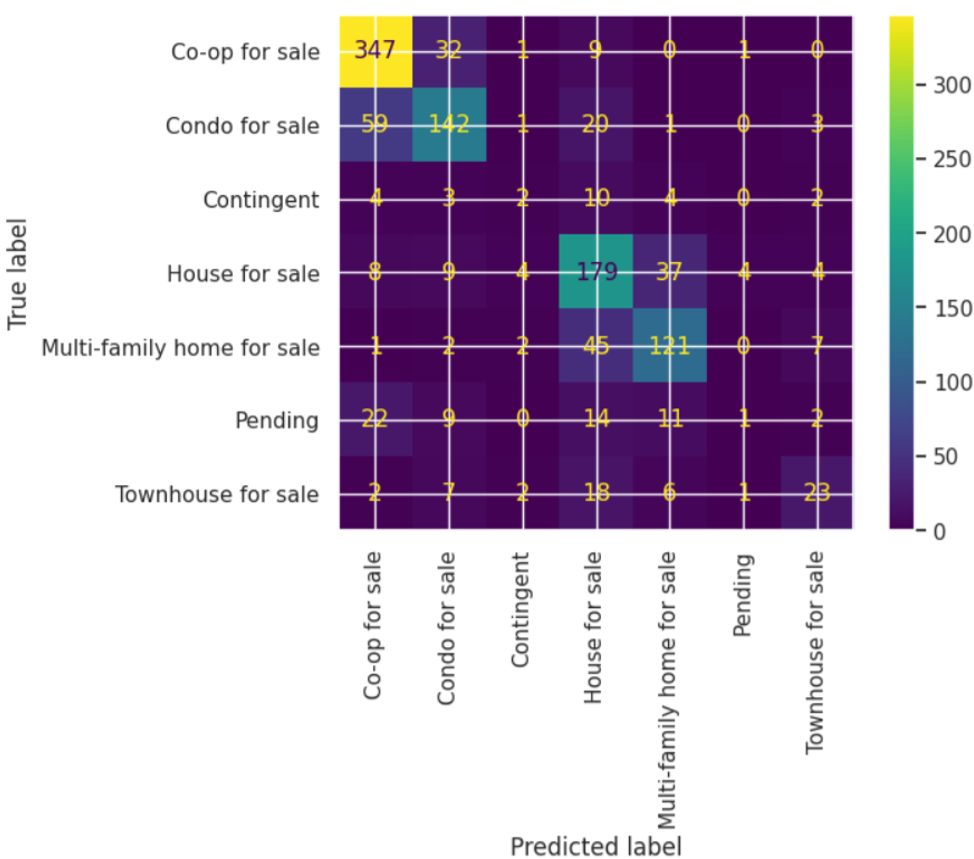 Co-op for sale 347 32 1 9 0 1 0
Condo for sale 59 142 1 20 1 0 3
Contingent 4 3 2 10 4 0 2
House for sale 8 9 4 179 37 4 4
Multi-family home for sale 1 2 2 45 121 0 7
Pending 22 9 0 14 11 1 2
Townhouse for sale 2 7 2 18 6 1 23
True label
Co-op for sale
Condo for sale
Contingent
House for sale
Multi-family home for sale
Pending
Townhouse for sale
Predicted label
300
250
200
150
100
50
0